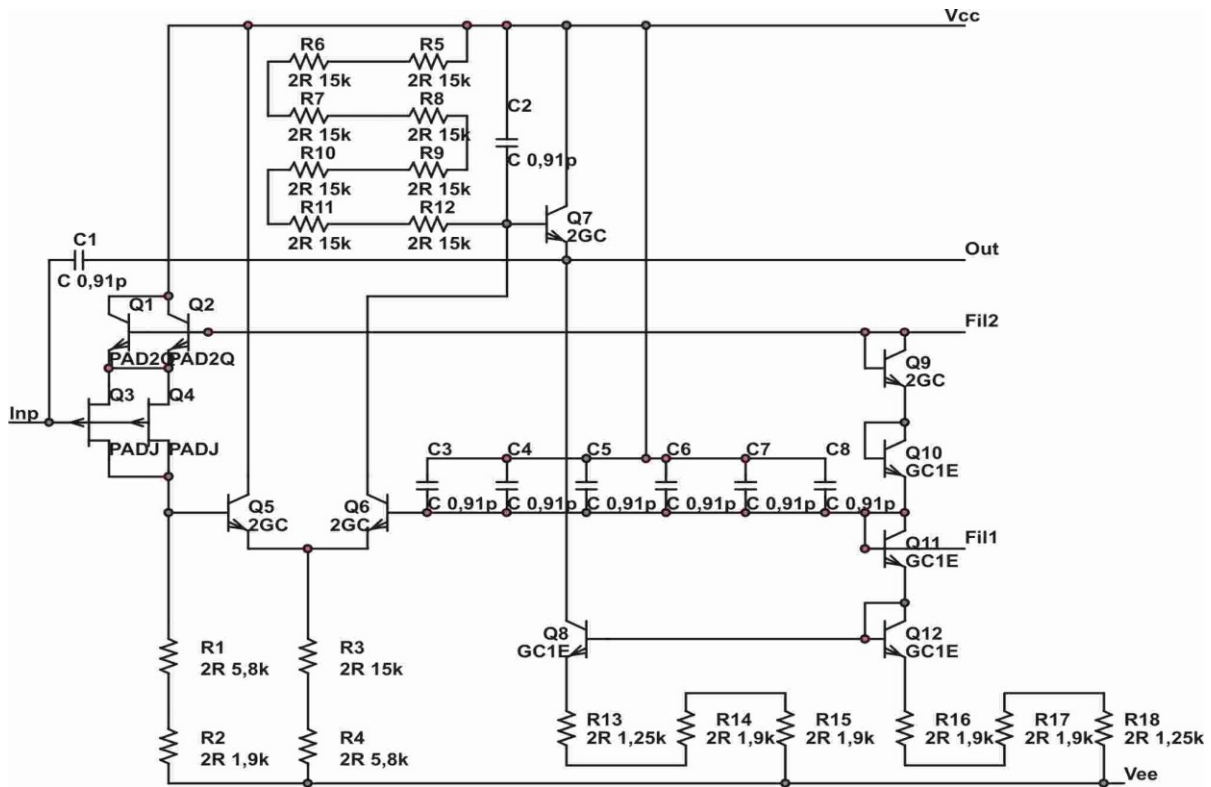 Vcc
R6
R5
2R 15k
2R 15k
R7
R8
2R 15k
2R 15k
C2
R10
R9
C 0,91p
2R 15k
2R 15k
R11
R12
2R 15k
2R 15k
Q7
2GC
C1
Out
C 0,91p
Q1
Q2
Fil2
PAD2Q
PAD2Q
Q9
2GC
Q3
Q4
Inp
PADJ
PADJ
C3
C4
C5
C6
C7
C8
Q10
GC1E
C 0,91p
C 0,91p
C 0,91p
C 0,91p
C 0,91p
C 0,91p
Q5
2GC
Q6
2GC
Q11
GC1E
Fil1
Q8
GC1E
Q12
GC1E
R1
2R 5,8k
R3
2R 15k
R13
2R 1,25k
R14
2R 1,9k
R15
2R 1,9k
R16
2R 1,9k
R17
2R 1,9k
R18
2R 1,25k
R2
2R 1,9k
R4
2R 5,8k
Vee